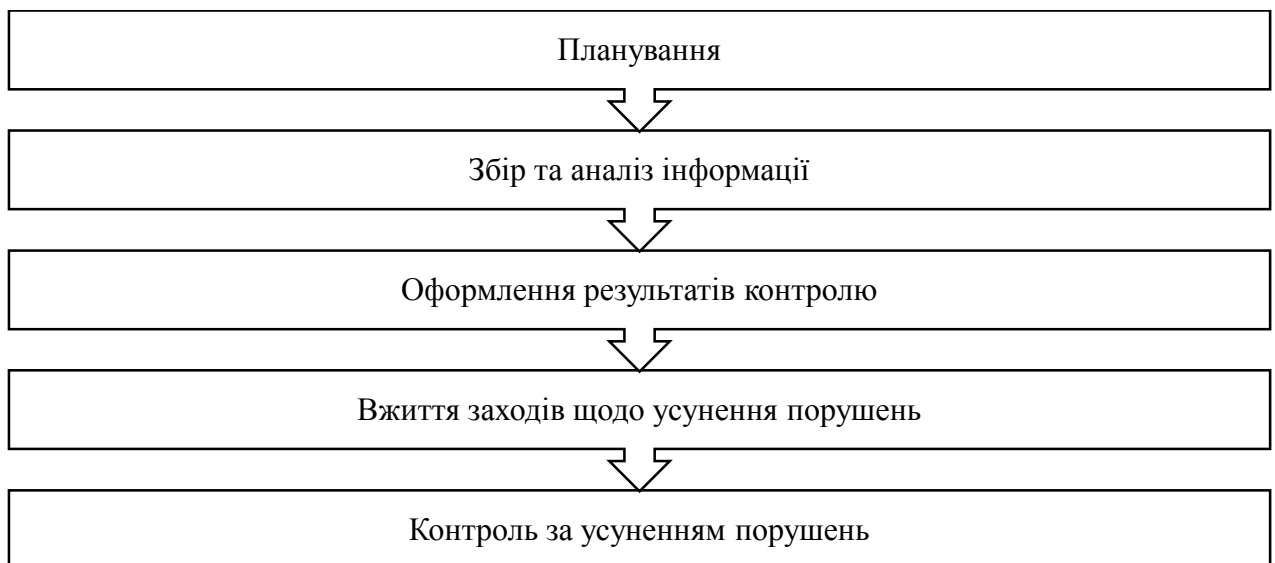 Планування
Збір та аналіз інформації
Оформлення результатів контролю
Вжиття заходів щодо усунення порушень
Контроль за усуненням порушень